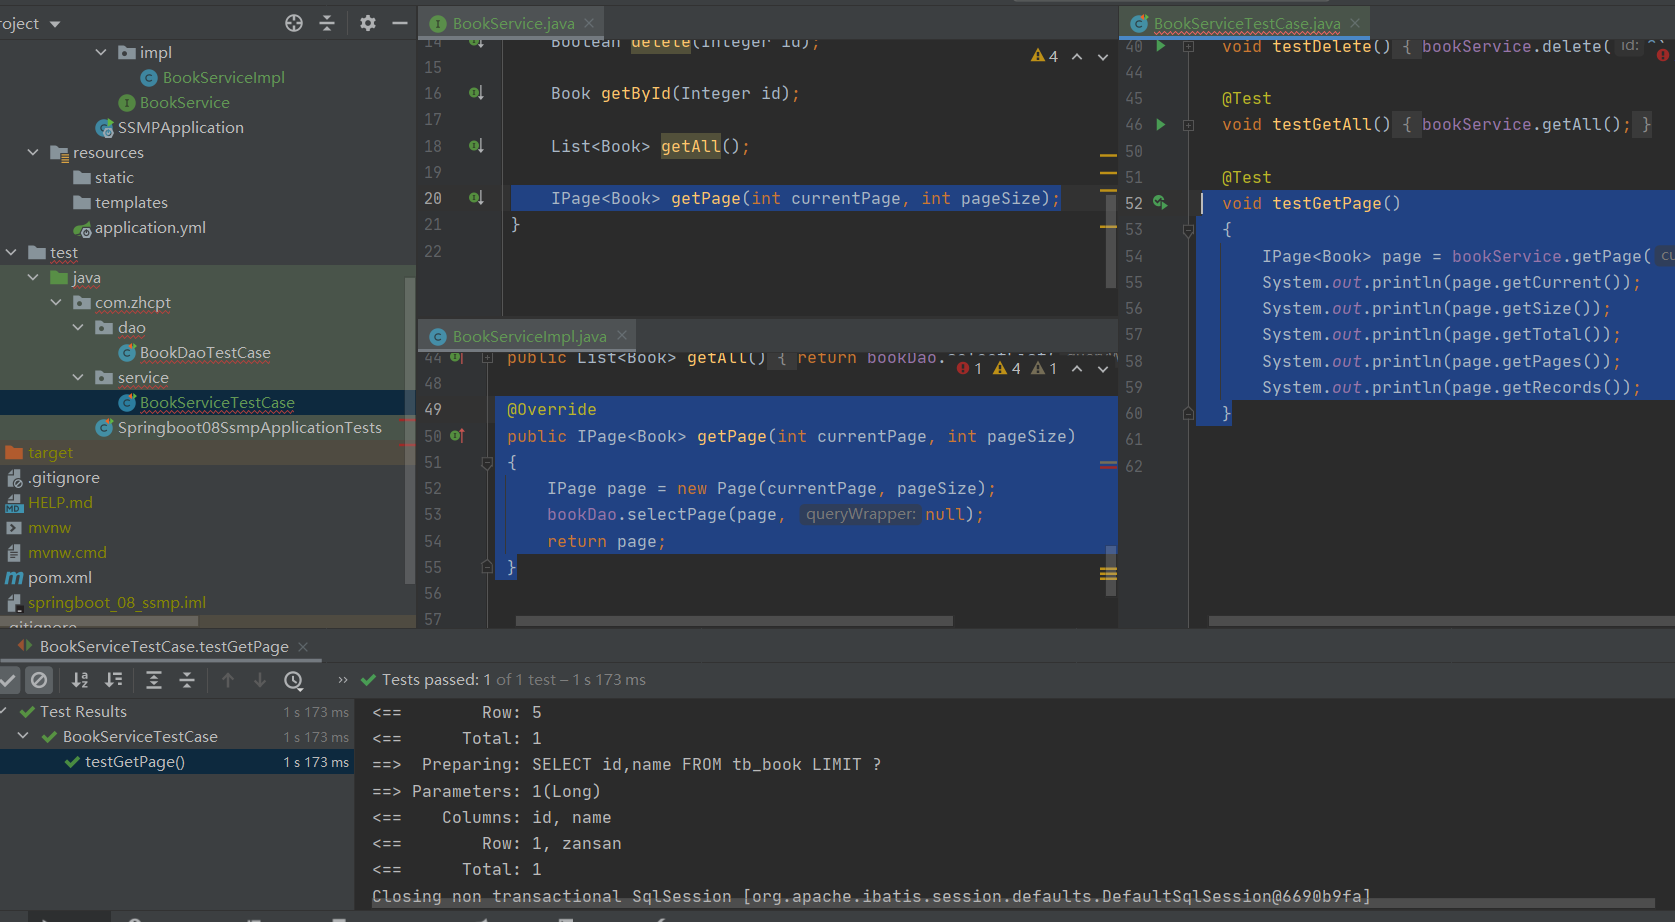 roject
impl
BookServiceImpl
BookService
SSMPApplication
resources
static
templates
application.yml
test
java
com.zhcpt
dao
BookDaoTestCase
service
BookServiceTestCase
Springboot08SsmpApplicationTests
target
.gitignore
HELP.md
mvnw
mvnw.cmd
pom.xml
springboot_08_ssmp.iml
.gitignore
BookService.java
4
14 Boolean delete(Integer id);
15
16 Book getById(Integer id);
17
18 List<Book> getAll();
19
20 IPage<Book> getPage(int currentPage, int pageSize);
21 }
22
BookServiceImpl.java
1 4 1
44 public List<Book> getAll() { return bookDao.
48
49 @Override
50 public IPage<Book> getPage(int currentPage, int pageSize)
51 {
52 IPage page = new Page(currentPage, pageSize);
53 bookDao.selectPage(page, queryWrapper: null);
54 return page;
55 }
56
57
BookServiceTestCase.java
40 void testDelete() { bookService.delete( id:
44
45 @Test
46 void testGetAll() { bookService.getAll(); }
50
51 @Test
52 void testGetPage()
53 {
54 IPage<Book> page = bookService.getPage( cu
55 System.out.println(page.getCurrent());
56 System.out.println(page.getSize());
57 System.out.println(page.getTotal());
58 System.out.println(page.getPages());
59 System.out.println(page.getRecords());
60 }
61
62
BookServiceTestCase.testGetPage
» Tests passed: 1 of 1 test – 1 s 173 ms
Test Results 1 s 173 ms
BookServiceTestCase 1 s 173 ms
testGetPage() 1 s 173 ms
<== Row: 5
<== Total: 1
==> Preparing: SELECT id,name FROM tb_book LIMIT ?
==> Parameters: 1(Long)
<== Columns: id, name
<== Row: 1, zansan
<== Total: 1
Closing non transactional SqlSession [org.apache.ibatis.session.defaults.DefaultSqlSession@6690b9fa]